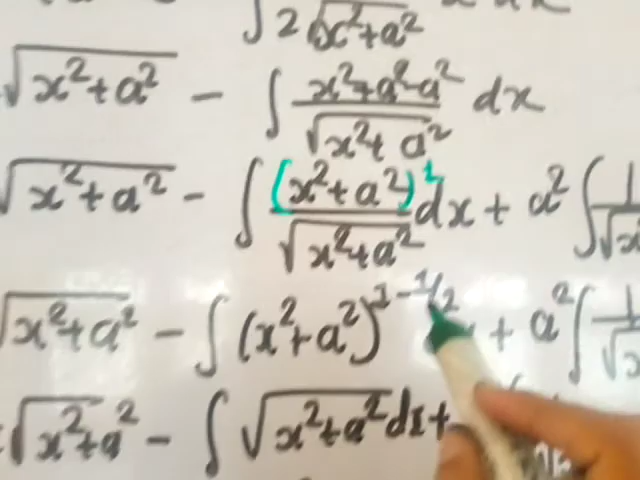 ∫ 2√x²+a²
√x²+a² - ∫ x²+a²-a² / √x²+a² dx
√x²+a² - ∫ (x²+a²)¹ / √x²+a² dx + a² ∫ 1 / √x
√x²+a² - ∫ (x²+a²)^1-1/2 + a² ∫ 1 / √x
√x²+a² - ∫ √x²+a² dx +